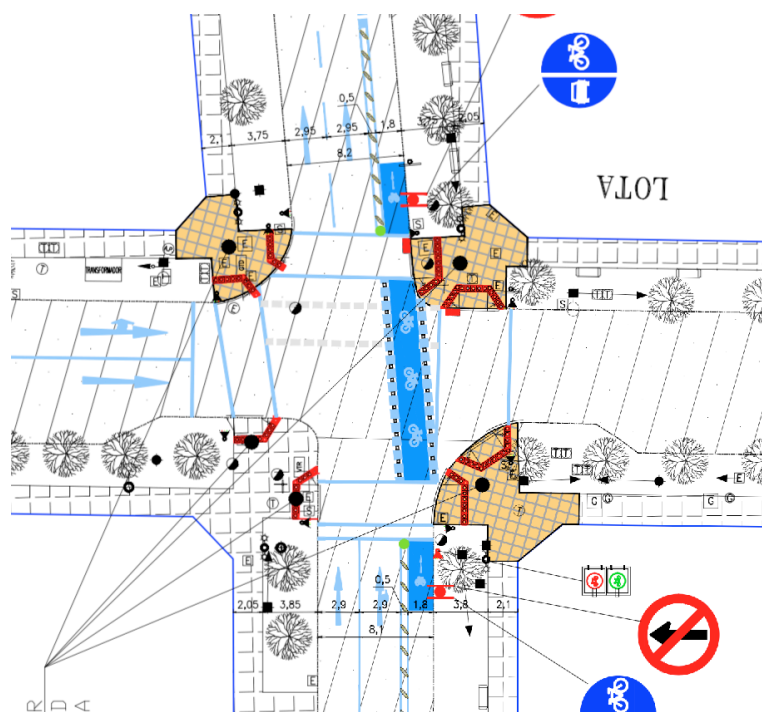 0,5
1,8
3,75
2,95
2,95
2,05
8,2
LOTA
E
E
E
E
E
TRANSFORMADOR
S
T
S
E
T
E
G
G
0,5
2,05
3,85
2,9
2,9
1,8
3,8
2,1
8,1
E
R
D
A